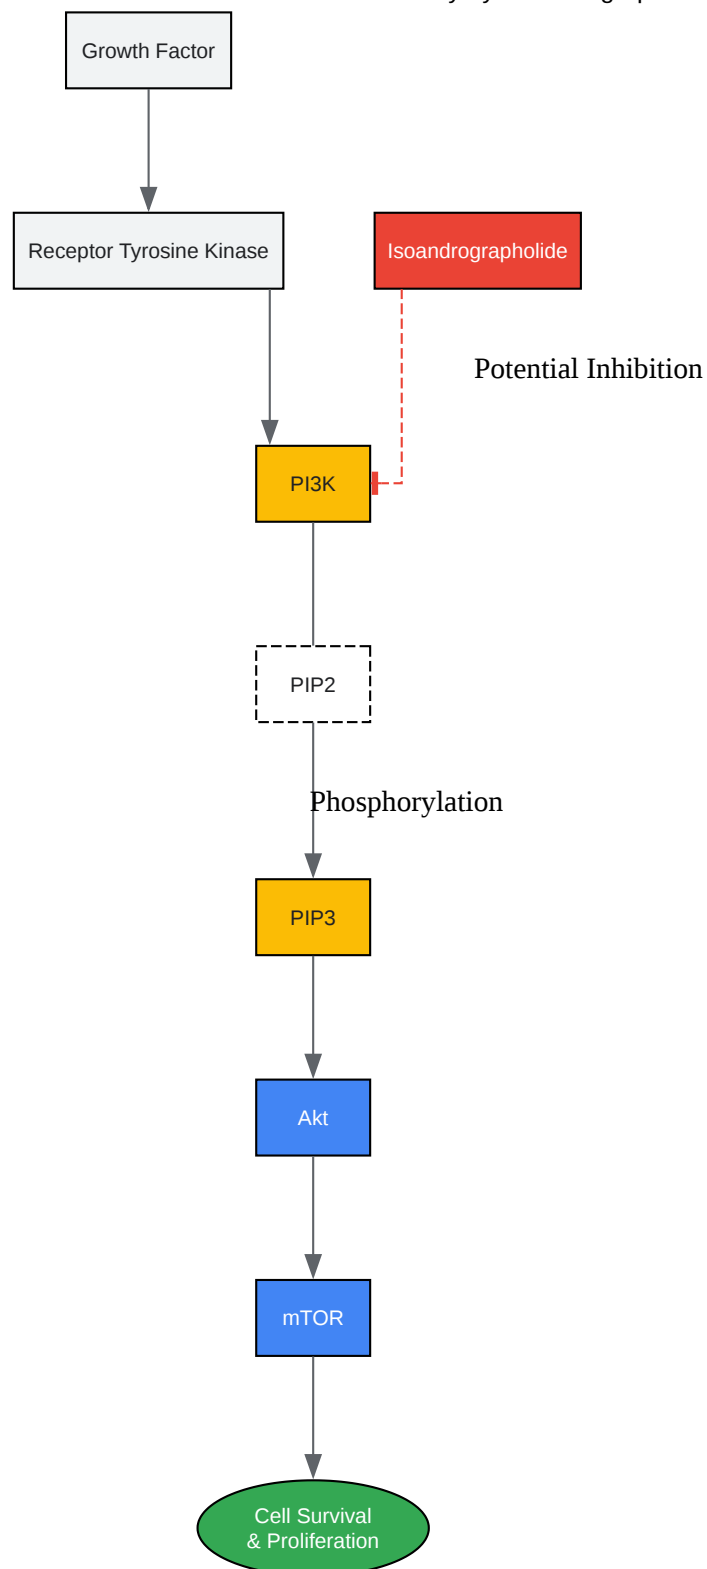 Growth Factor
Receptor Tyrosine Kinase
Isoandrographolide
Potential Inhibition
PI3K
PIP2
Phosphorylation
PIP3
Akt
mTOR
Cell Survival
& Proliferation